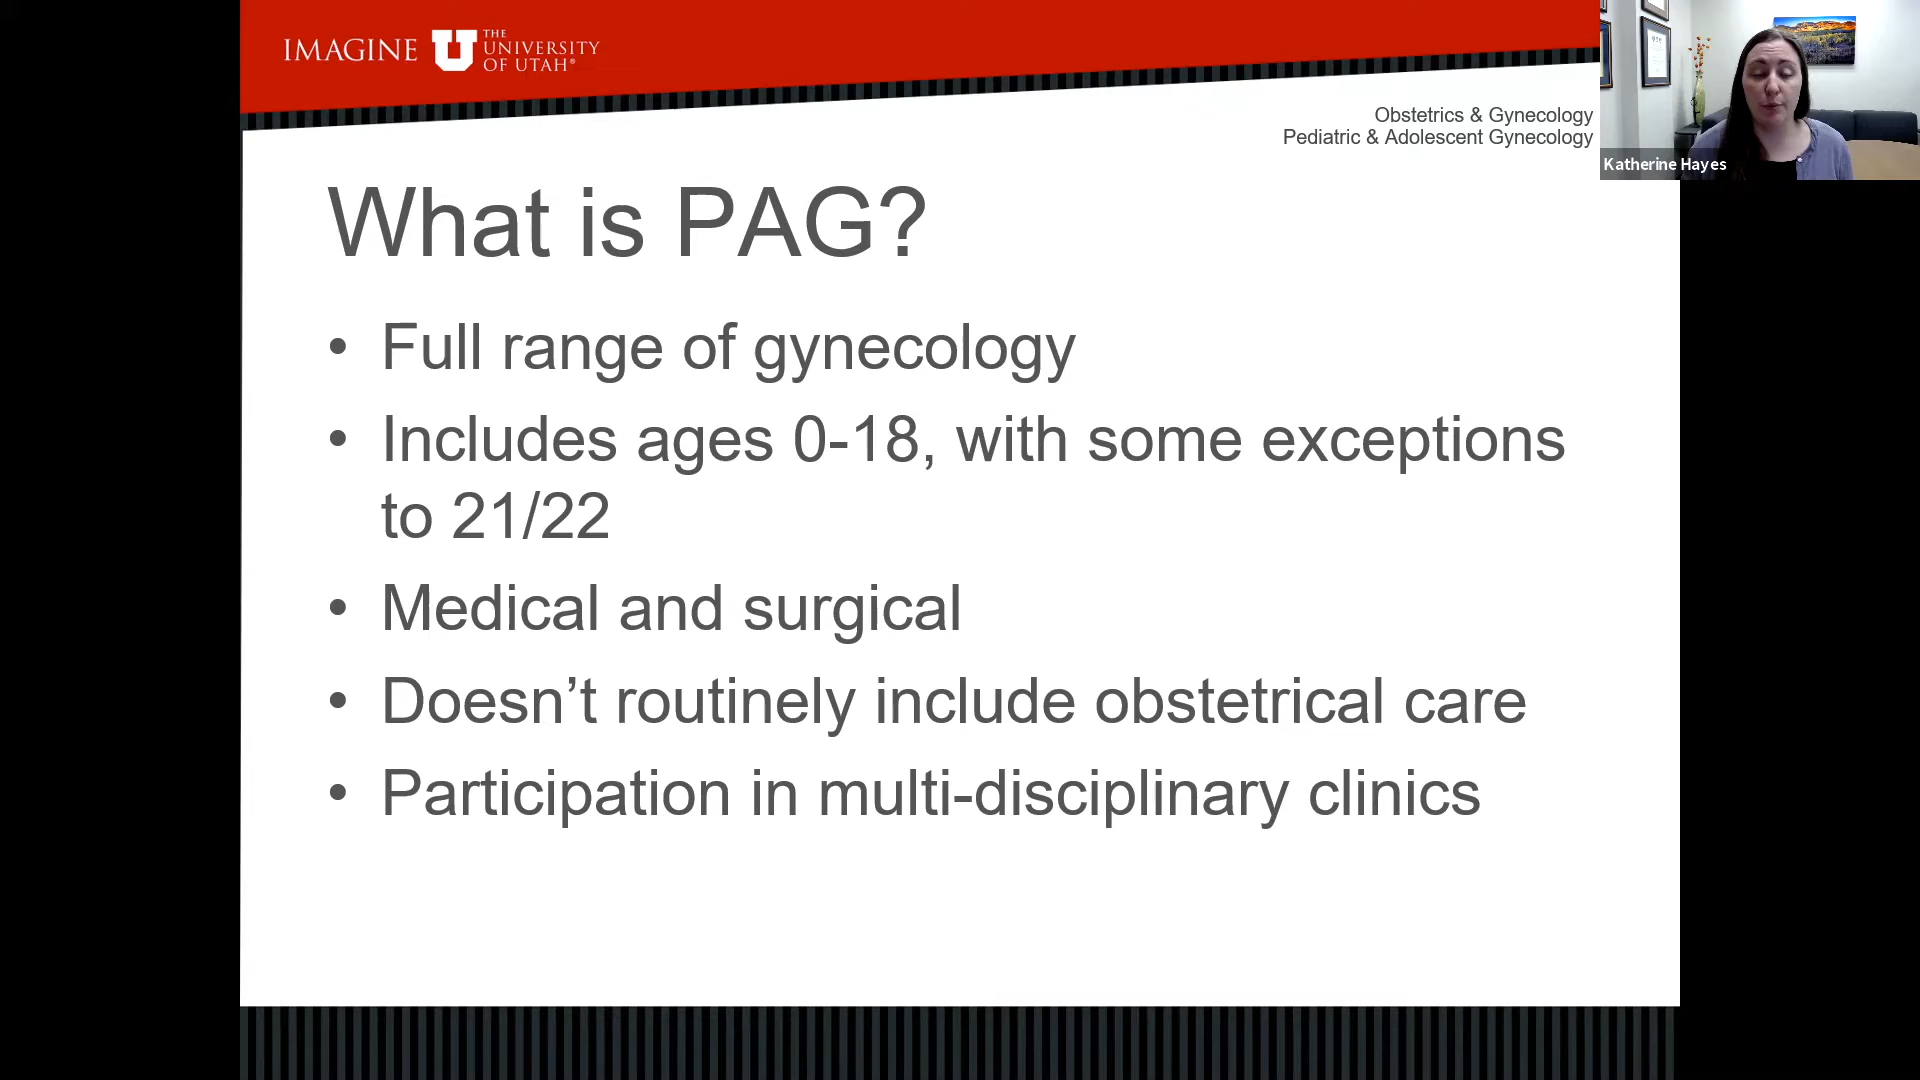 IMAGINE U THE UNIVERSITY OF UTAH®
Obstetrics & Gynecology
Pediatric & Adolescent Gynecology
Katherine Hayes
What is PAG?
• Full range of gynecology
• Includes ages 0-18, with some exceptions
to 21/22
• Medical and surgical
• Doesn’t routinely include obstetrical care
• Participation in multi-disciplinary clinics